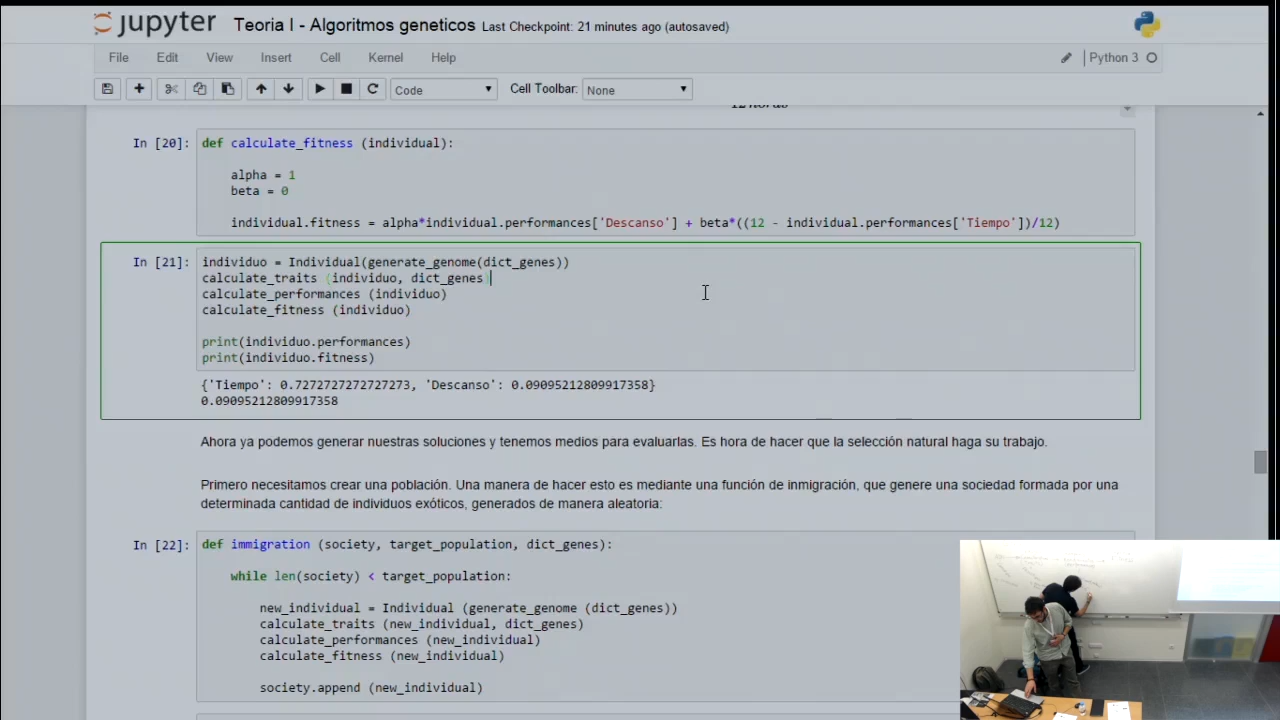 jupyter Teoria I - Algoritmos geneticos Last Checkpoint: 21 minutes ago (autosaved)
File Edit View Insert Cell Kernel Help Python 3
Code Cell Toolbar: None
In [20]: def calculate_fitness (individual):
alpha = 1
beta = 0
individual.fitness = alpha*individual.performances['Descanso'] + beta*((12 - individual.performances['Tiempo'])/12)
In [21]: individuo = Individual(generate_genome(dict_genes))
calculate_traits (individuo, dict_genes)
calculate_performances (individuo)
calculate_fitness (individuo)
print(individuo.performances)
print(individuo.fitness)
{'Tiempo': 0.7272727272727273, 'Descanso': 0.09095212809917358}
0.09095212809917358
Ahora ya podemos generar nuestras soluciones y tenemos medios para evaluarlas. Es hora de hacer que la selección natural haga su trabajo.
Primero necesitamos crear una población. Una manera de hacer esto es mediante una función de inmigración, que genere una sociedad formada por una
determinada cantidad de individuos exóticos, generados de manera aleatoria:
In [22]: def immigration (society, target_population, dict_genes):
while len(society) < target_population:
new_individual = Individual (generate_genome (dict_genes))
calculate_traits (new_individual, dict_genes)
calculate_performances (new_individual)
calculate_fitness (new_individual)
society.append (new_individual)